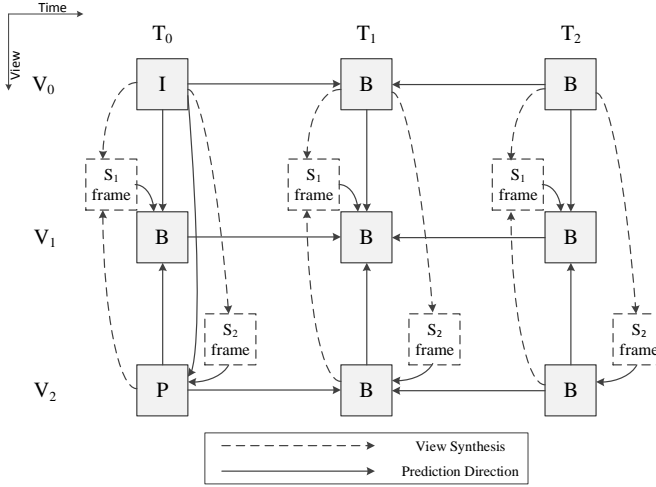 Time
View
T₀ T₁ T₂
V₀ I B B
S₁ frame S₁ frame S₁ frame
V₁ B B B
S₂ frame S₂ frame S₂ frame
V₂ P B B
View Synthesis
Prediction Direction